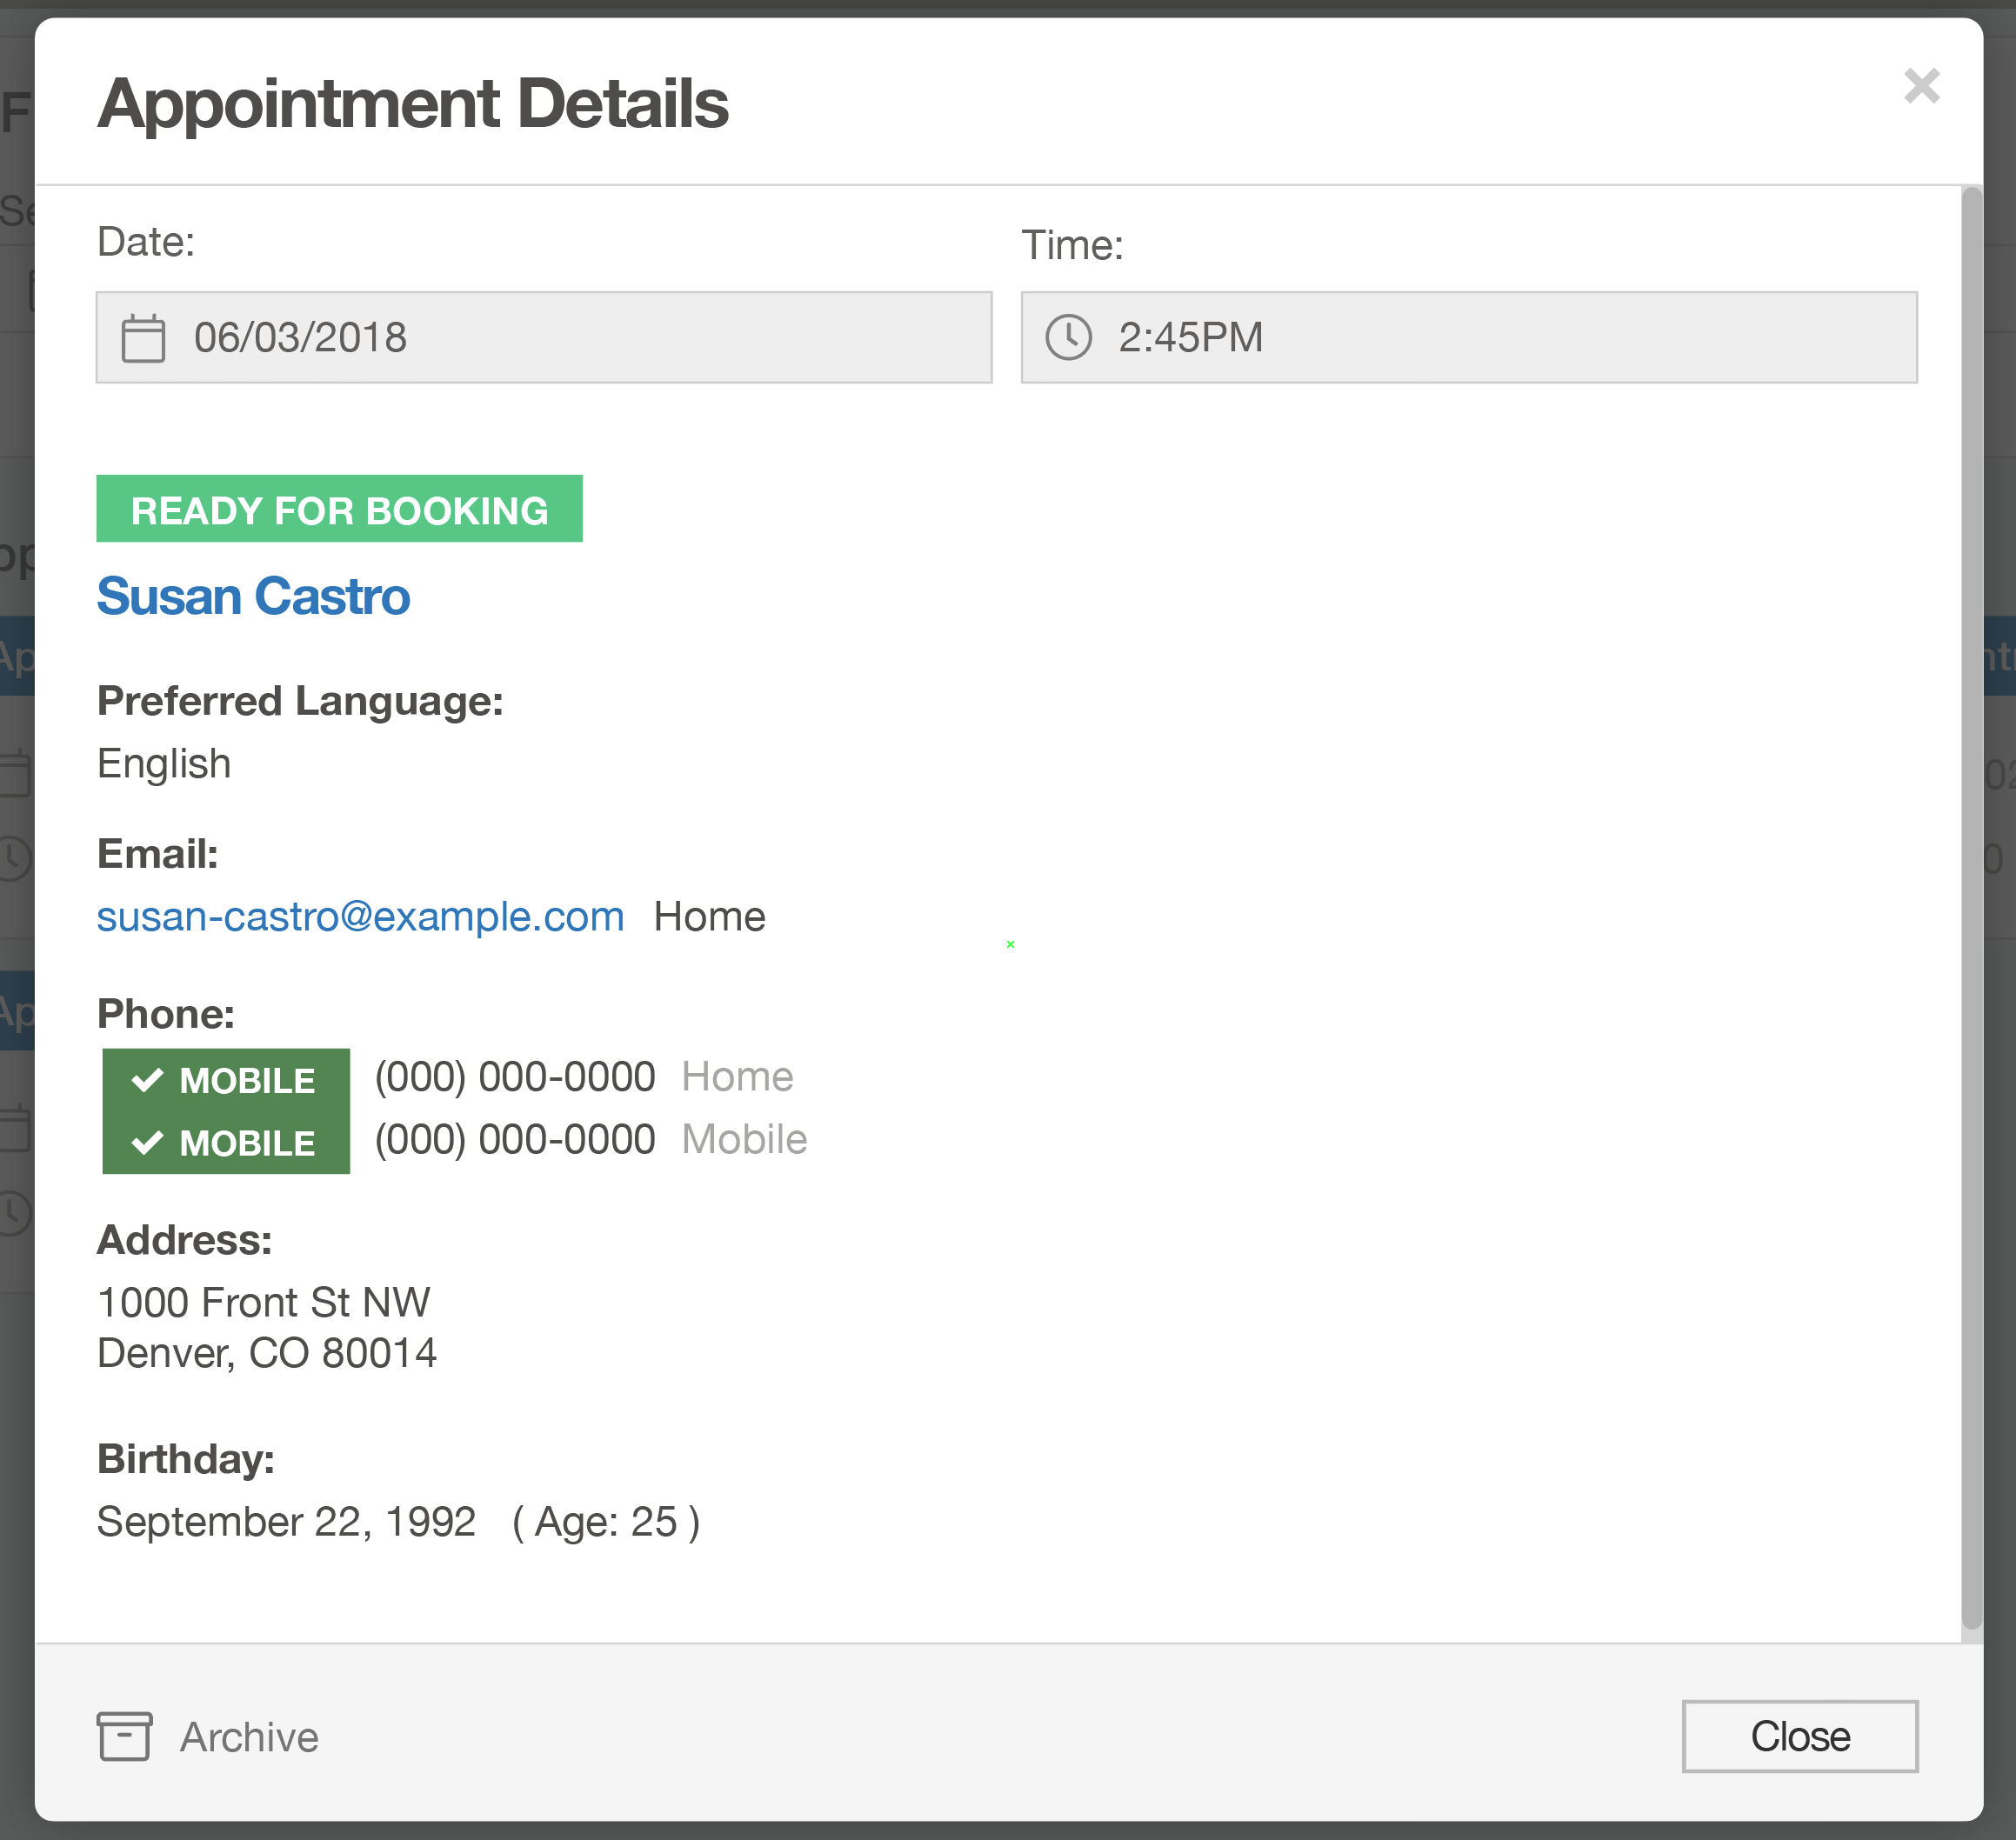 Appointment Details
Date:
Time:
06/03/2018
2:45PM
READY FOR BOOKING
Susan Castro
Preferred Language:
English
Email:
susan-castro@example.com Home
Phone:
MOBILE (000) 000-0000 Home
MOBILE (000) 000-0000 Mobile
Address:
1000 Front St NW
Denver, CO 80014
Birthday:
September 22, 1992 ( Age: 25 )
Archive
Close